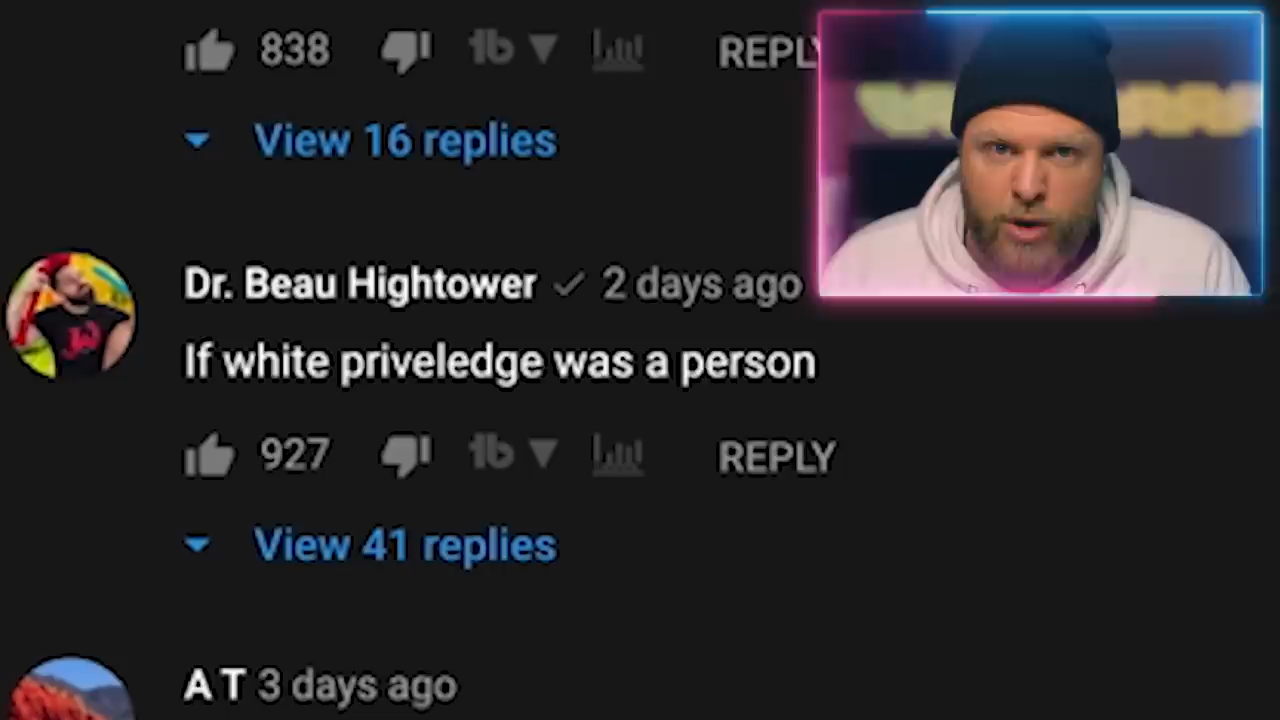 838 REPLY
View 16 replies
Dr. Beau Hightower 2 days ago
If white priveledge was a person
927 REPLY
View 41 replies
A T 3 days ago